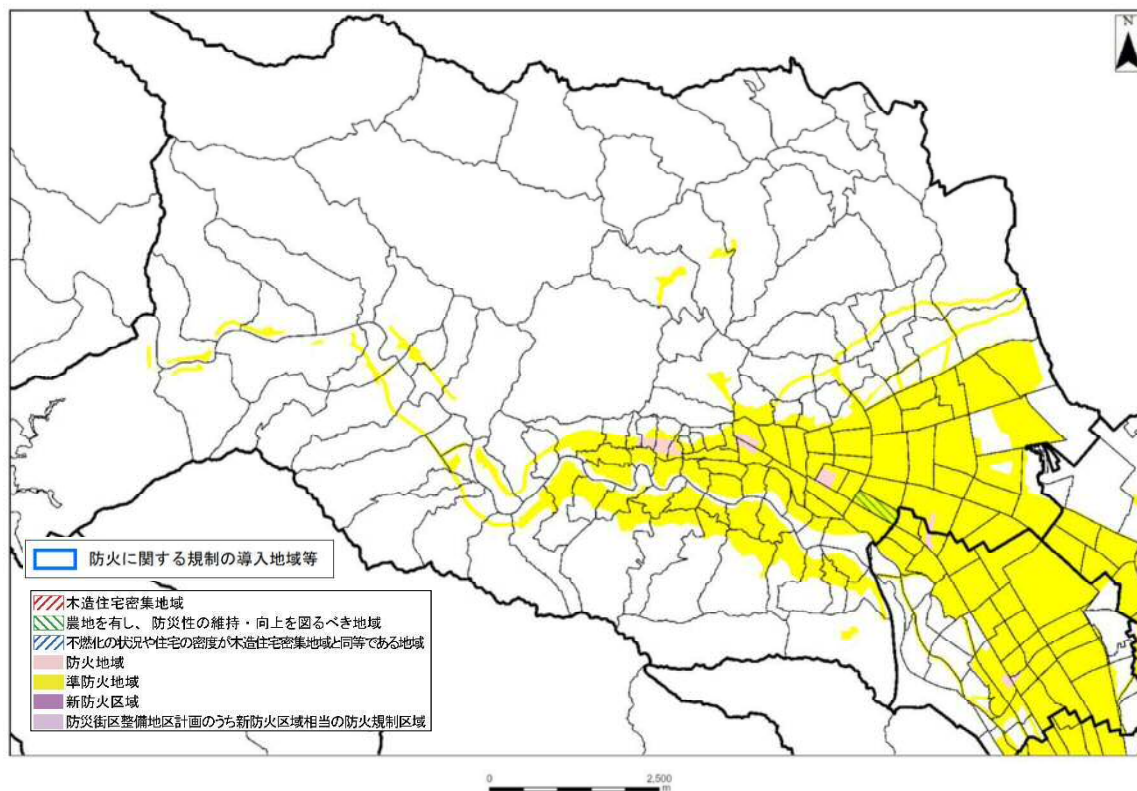 N
防火に関する規制の導入地域等
木造住宅密集地域
農地を有し、防災性の維持・向上を図るべき地域
不燃化の状況や住宅の密度が木造住宅密集地域と同等である地域
防火地域
準防火地域
新防火区域
防災街区整備地区計画のうち新防火区域相当の防火規制区域
0 2,500
m